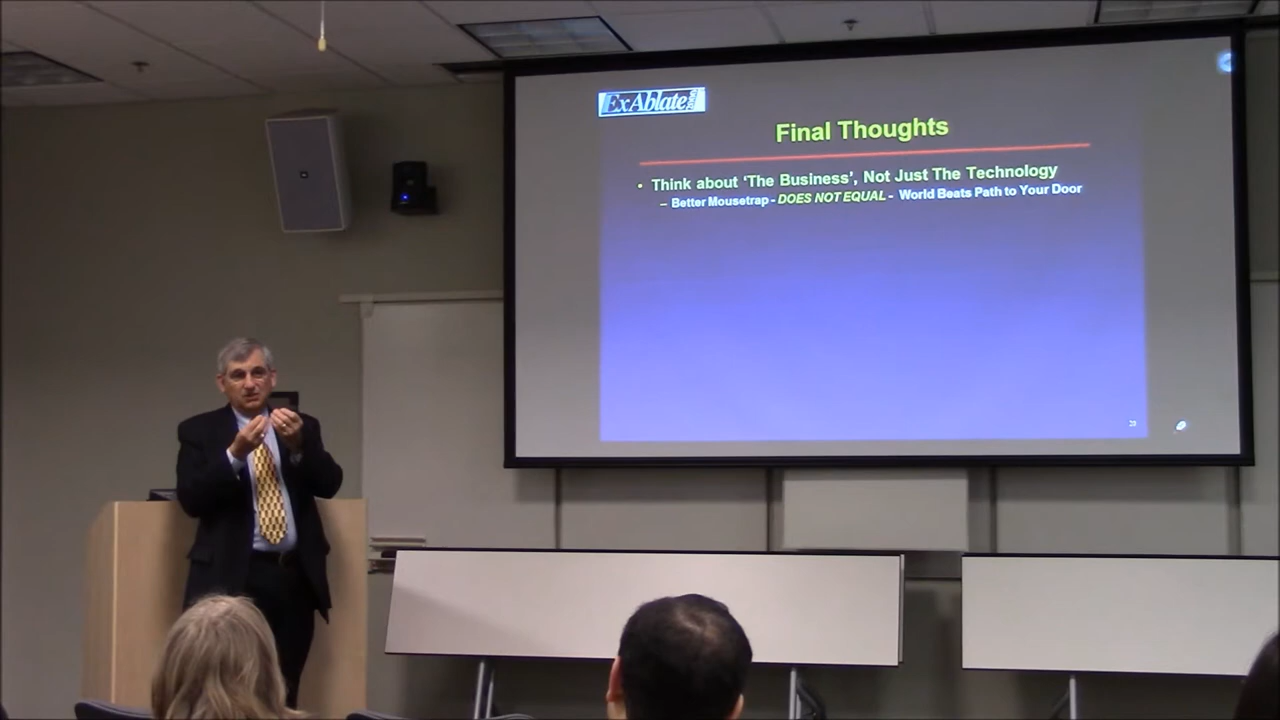 ExAblate 2000
Final Thoughts
• Think about ‘The Business’, Not Just The Technology
– Better Mousetrap - DOES NOT EQUAL - World Beats Path to Your Door